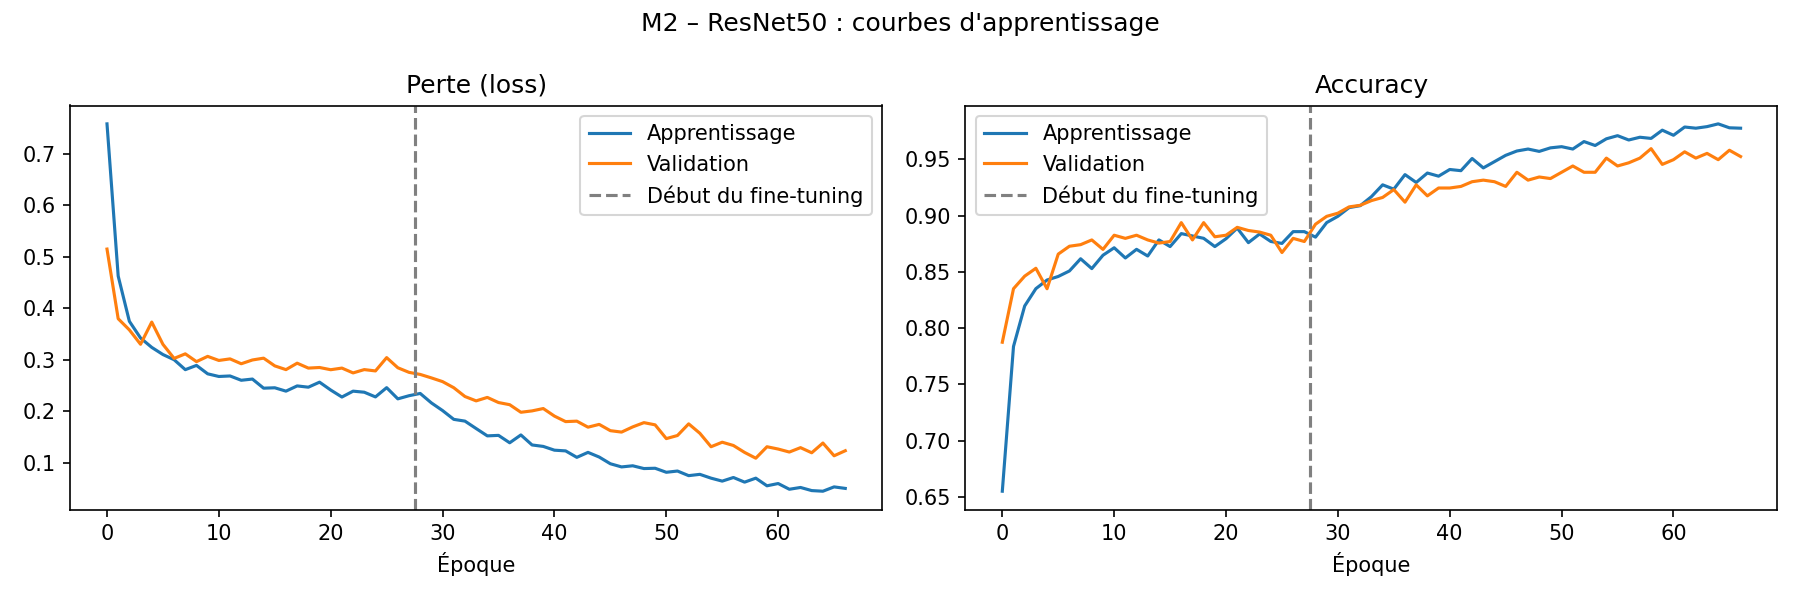 M2 – ResNet50 : courbes d'apprentissage
Perte (loss)
Apprentissage
Validation
Début du fine-tuning
0.7
0.6
0.5
0.4
0.3
0.2
0.1
0 10 20 30 40 50 60
Époque
Accuracy
Apprentissage
Validation
Début du fine-tuning
0.95
0.90
0.85
0.80
0.75
0.70
0.65
0 10 20 30 40 50 60
Époque